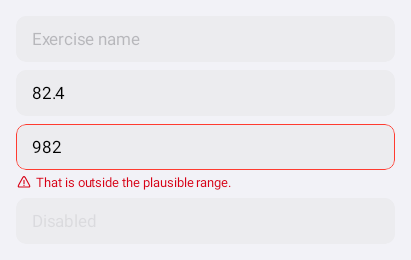 Exercise name
82.4
982
That is outside the plausible range.
Disabled